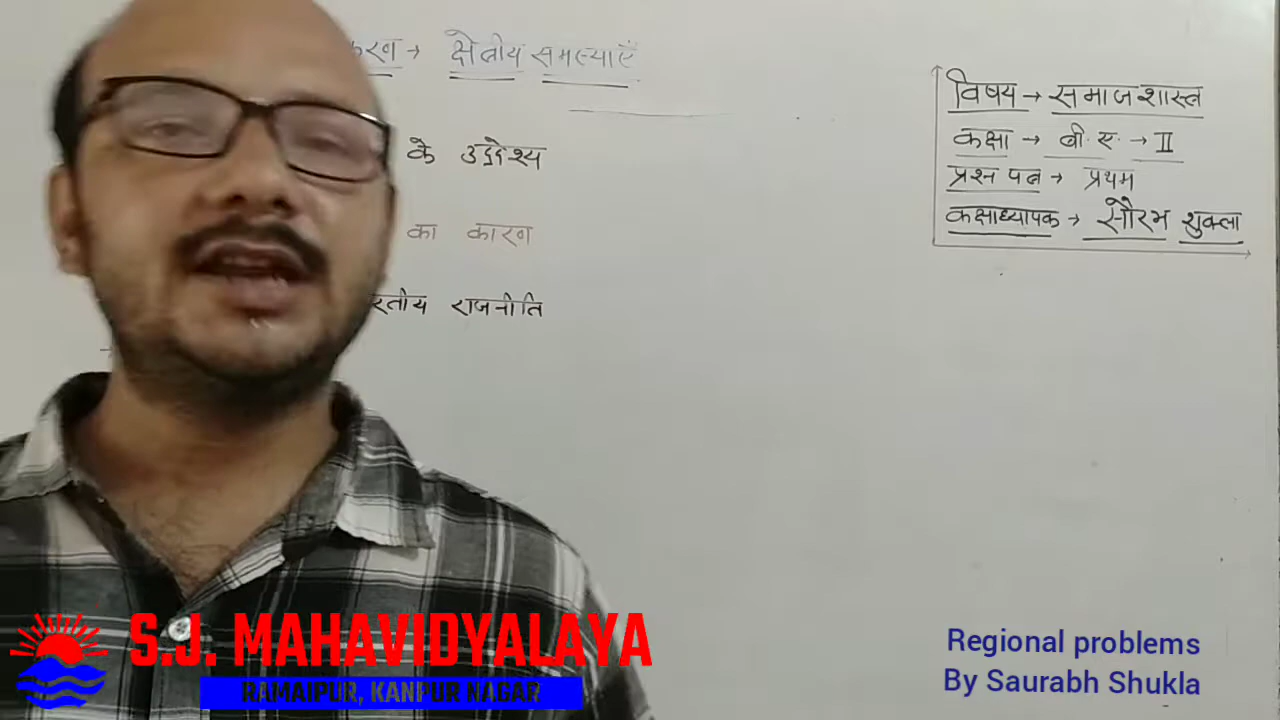 करण → क्षेत्रीय समस्याएँ
के उद्देश्य
का कारण
रतीय राजनीति
विषय → समाजशास्त्र
कक्षा → बी. ए. → II
प्रश्न पत्र → प्रथम
कक्षाध्यापक → सौरभ शुक्ला
S.J. MAHAVIDYALAYA
RAMAIPUR, KANPUR NAGAR
Regional problems
By Saurabh Shukla